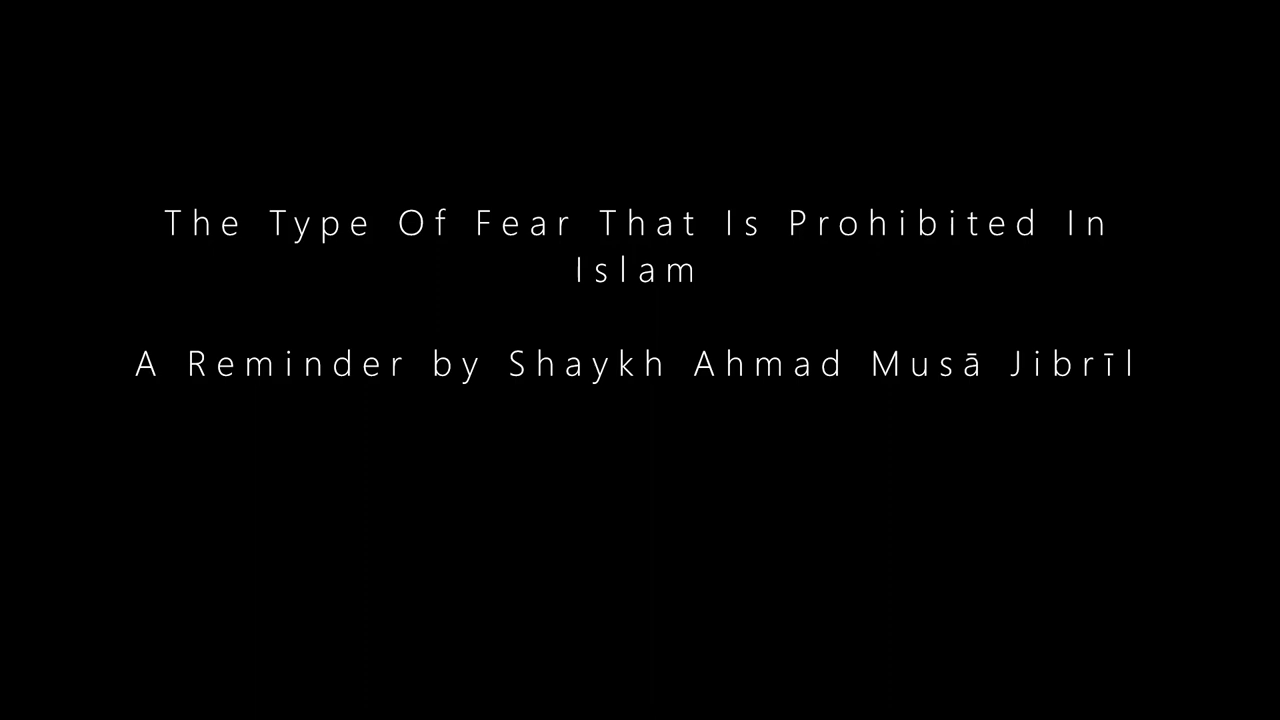 The Type Of Fear That Is Prohibited In
Islam
A Reminder by Shaykh Ahmad Musā Jibrīl